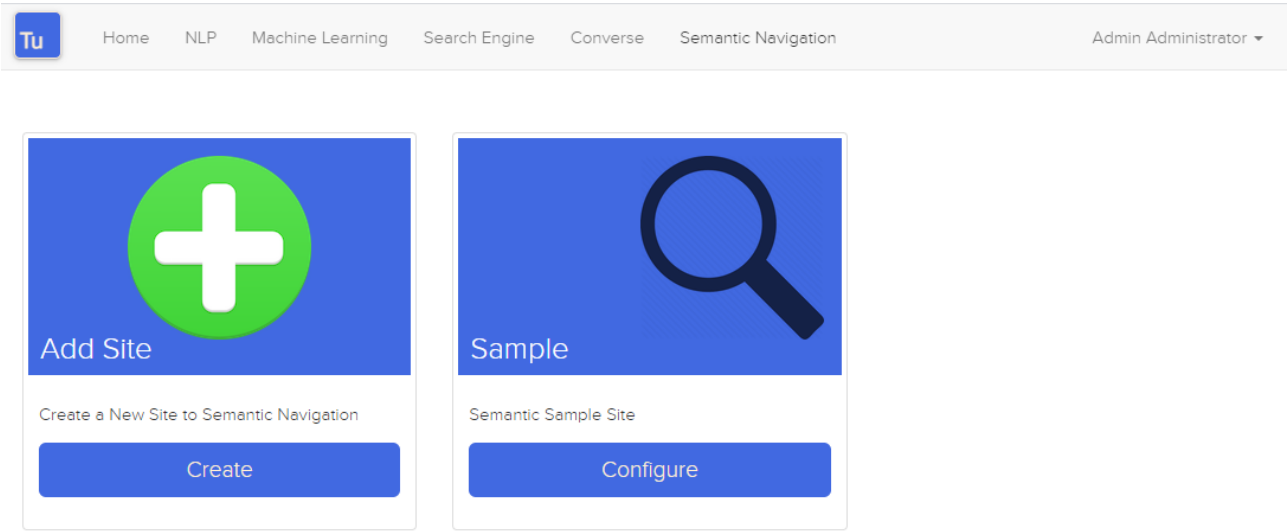 Tu Home NLP Machine Learning Search Engine Converse Semantic Navigation Admin Administrator
Add Site
Create a New Site to Semantic Navigation
Create
Sample
Semantic Sample Site
Configure